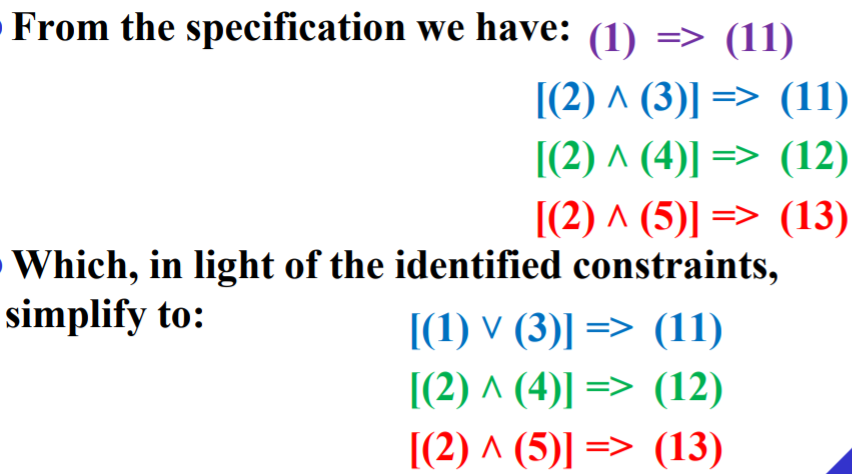 From the specification we have: (1) => (11)
[(2) ∧ (3)] => (11)
[(2) ∧ (4)] => (12)
[(2) ∧ (5)] => (13)
Which, in light of the identified constraints,
simplify to:
[(1) ∨ (3)] => (11)
[(2) ∧ (4)] => (12)
[(2) ∧ (5)] => (13)